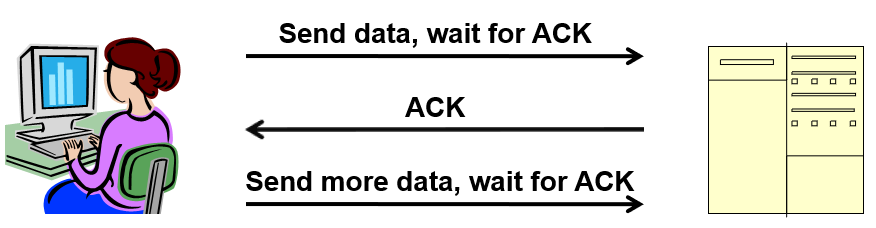 Send data, wait for ACK
ACK
Send more data, wait for ACK